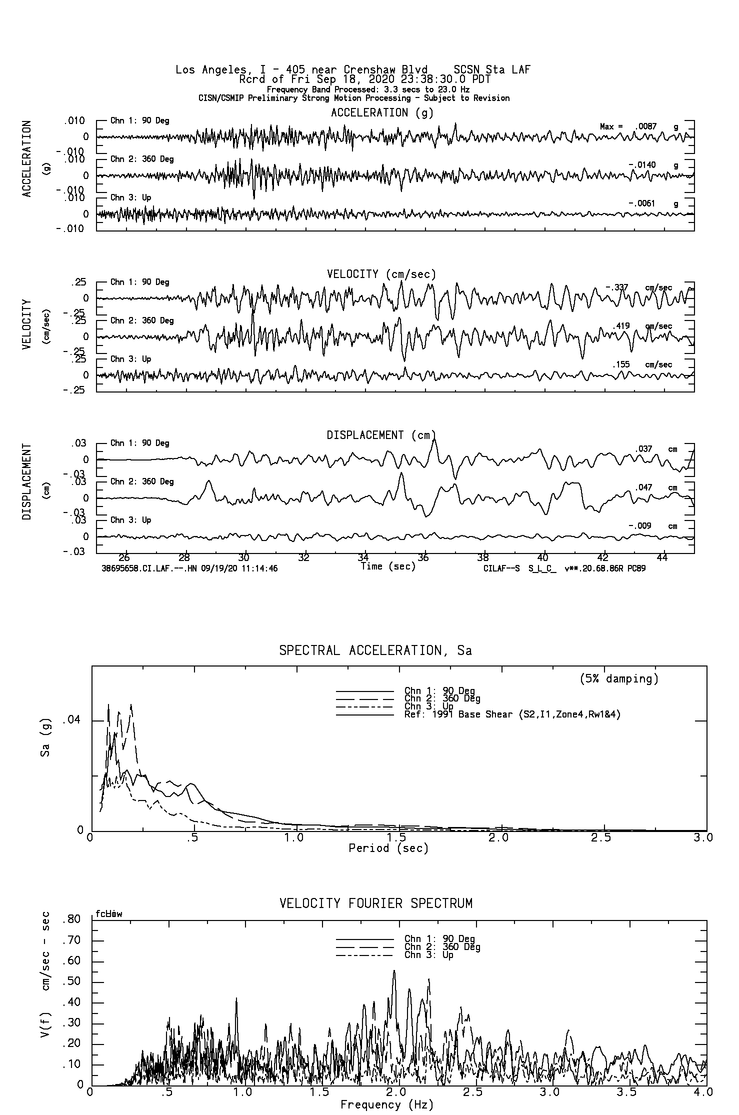 Los Angeles, I - 405 near Crenshaw Blvd SCSN Sta LAF
Rcrd of Fri Sep 18, 2020 23:38:30.0 PDT
Frequency Band Processed: 3.3 secs to 23.0 Hz
CISN/CSMIP Preliminary Strong Motion Processing - Subject to Revision
ACCELERATION (g)
ACCELERATION
(g)
.010
0
-.010
Chn 1: 90 Deg
Max = .0087 g
.010
0
-.010
Chn 2: 360 Deg
-.0140 g
.010
0
-.010
Chn 3: Up
-.0061 g
VELOCITY (cm/sec)
VELOCITY
(cm/sec)
.25
0
-.25
Chn 1: 90 Deg
-.337 cm/sec
.25
0
-.25
Chn 2: 360 Deg
.419 cm/sec
.25
0
-.25
Chn 3: Up
.155 cm/sec
DISPLACEMENT (cm)
DISPLACEMENT
(cm)
.03
0
-.03
Chn 1: 90 Deg
.037 cm
.03
0
-.03
Chn 2: 360 Deg
.047 cm
.03
0
-.03
Chn 3: Up
-.009 cm
26 28 30 32 34 36 38 40 42 44
Time (sec)
38695658.CI.LAF.--.HN 09/19/20 11:14:46
CILAF--S S_L_C_ v**.20.68.86R PC89
SPECTRAL ACCELERATION, Sa
(5% damping)
Chn 1: 90 Deg
Chn 2: 360 Deg
Chn 3: Up
Ref: 1991 Base Shear (S2,I1,Zone4,Rw1&4)
Sa (g)
.04
0
0 .5 1.0 1.5 2.0 2.5 3.0
Period (sec)
VELOCITY FOURIER SPECTRUM
Chn 1: 90 Deg
Chn 2: 360 Deg
Chn 3: Up
V(f) cm/sec - sec
.80
.70
.60
.50
.40
.30
.20
.10
0
0 .5 1.0 1.5 2.0 2.5 3.0 3.5 4.0
Frequency (Hz)